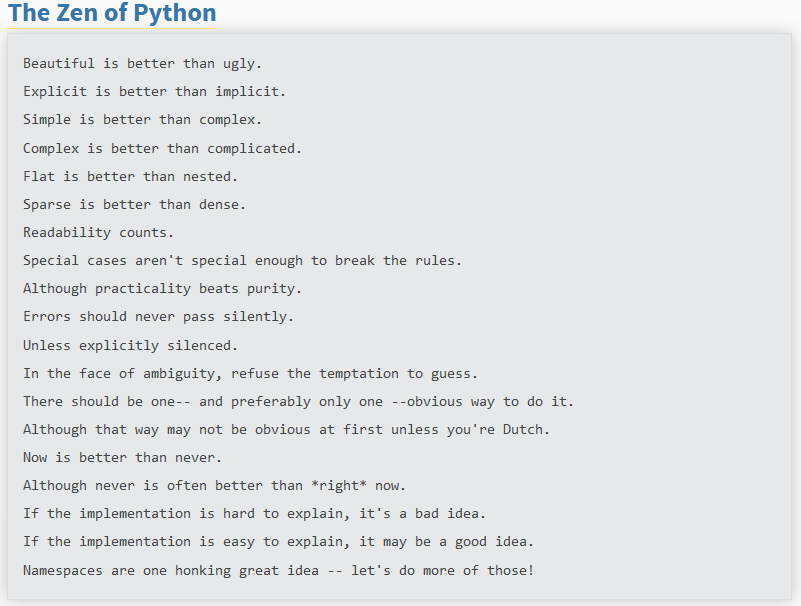 The Zen of Python
Beautiful is better than ugly.
Explicit is better than implicit.
Simple is better than complex.
Complex is better than complicated.
Flat is better than nested.
Sparse is better than dense.
Readability counts.
Special cases aren't special enough to break the rules.
Although practicality beats purity.
Errors should never pass silently.
Unless explicitly silenced.
In the face of ambiguity, refuse the temptation to guess.
There should be one-- and preferably only one --obvious way to do it.
Although that way may not be obvious at first unless you're Dutch.
Now is better than never.
Although never is often better than *right* now.
If the implementation is hard to explain, it's a bad idea.
If the implementation is easy to explain, it may be a good idea.
Namespaces are one honking great idea -- let's do more of those!